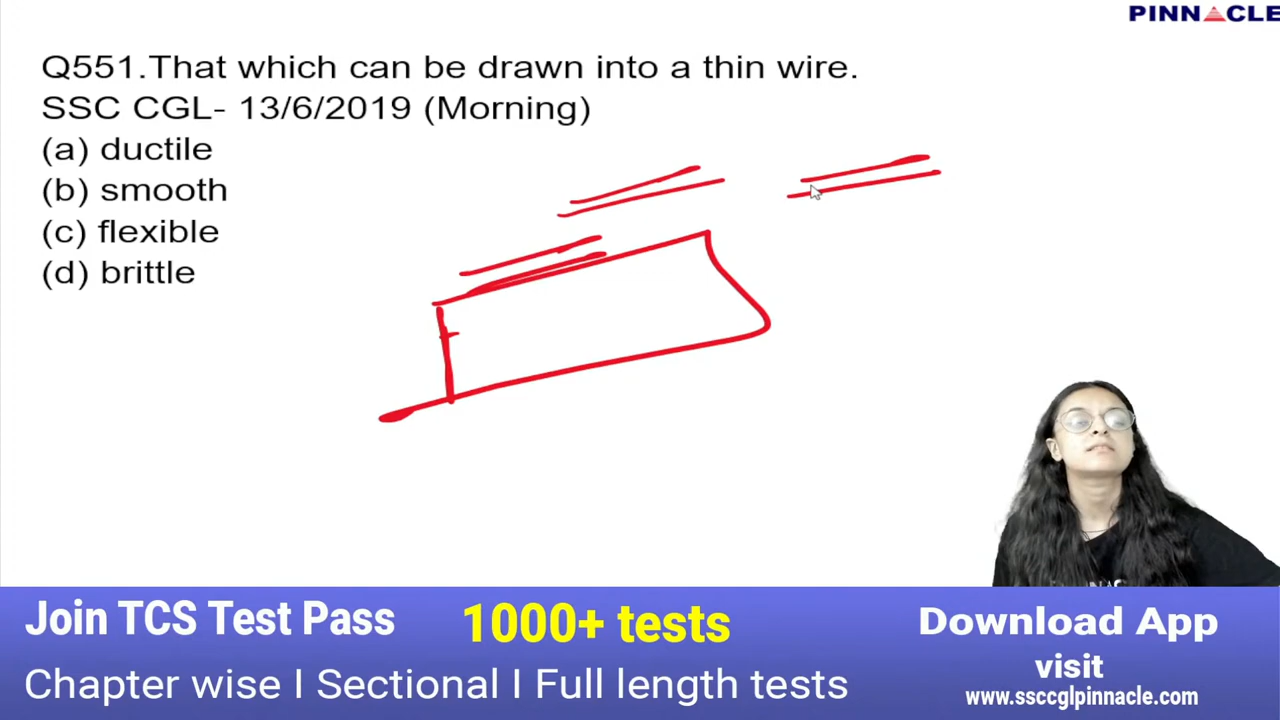 PINNACLE
Q551.That which can be drawn into a thin wire.
SSC CGL- 13/6/2019 (Morning)
(a) ductile
(b) smooth
(c) flexible
(d) brittle
Join TCS Test Pass
1000+ tests
Chapter wise I Sectional I Full length tests
Download App
visit
www.ssccglpinnacle.com